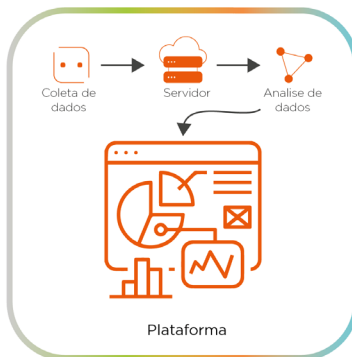 Coleta de
dados
Servidor
Analise de
dados
Plataforma